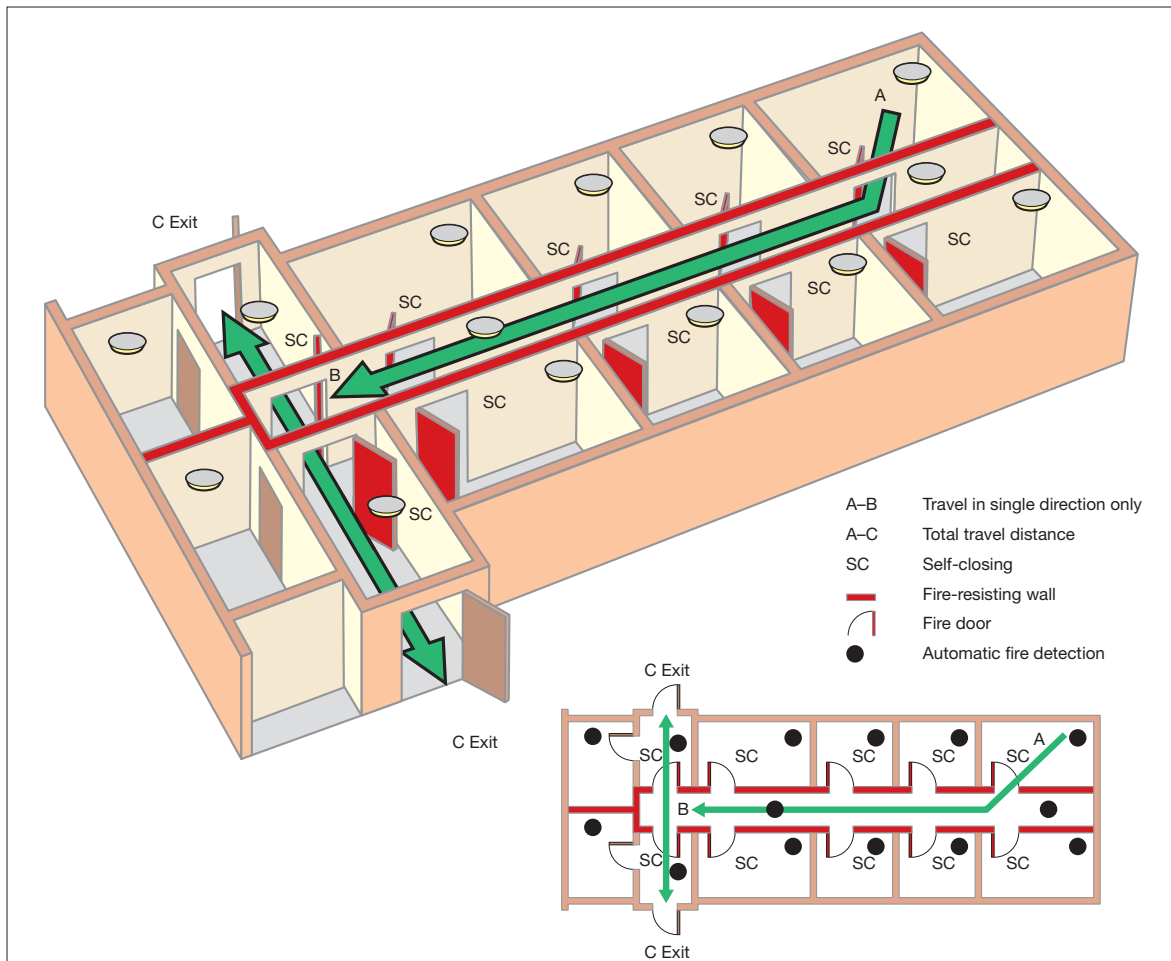 A
SC
SC
C Exit
SC
SC
SC
SC
SC
SC
B
SC
SC
A–B Travel in single direction only
A–C Total travel distance
SC Self-closing
Fire-resisting wall
Fire door
Automatic fire detection
C Exit
C Exit
A
SC SC SC SC SC
B
SC SC SC SC SC
C Exit